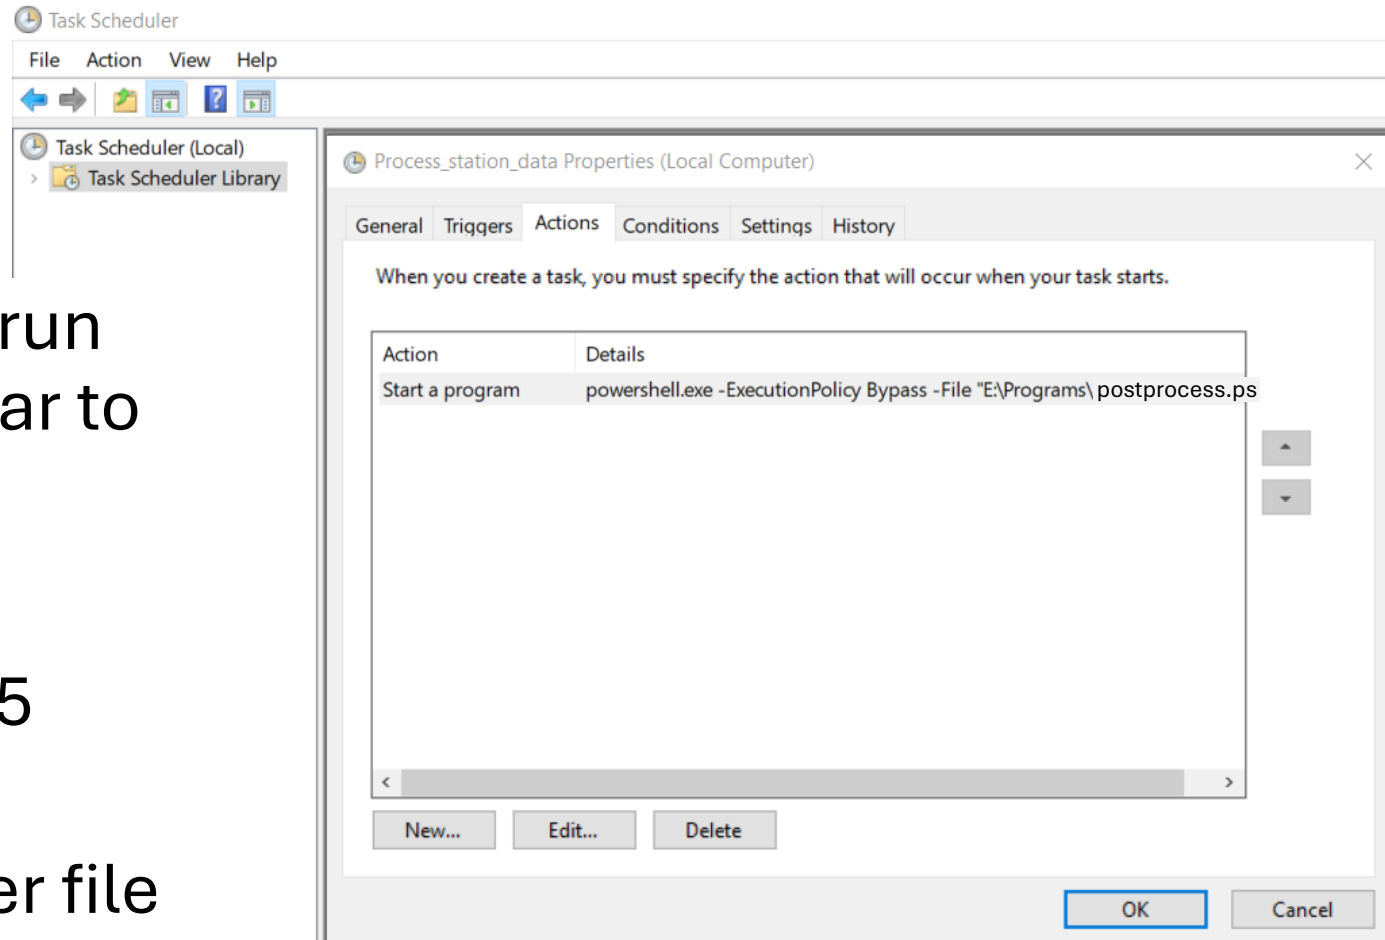 Task Scheduler
File Action View Help
Task Scheduler (Local)
Task Scheduler Library
Process_station_data Properties (Local Computer)
General Triggers Actions Conditions Settings History
When you create a task, you must specify the action that will occur when your task starts.
Action Details
Start a program powershell.exe -ExecutionPolicy Bypass -File "E:\Programs\ postprocess.ps
New... Edit... Delete
OK Cancel
run
ar to
5
er file